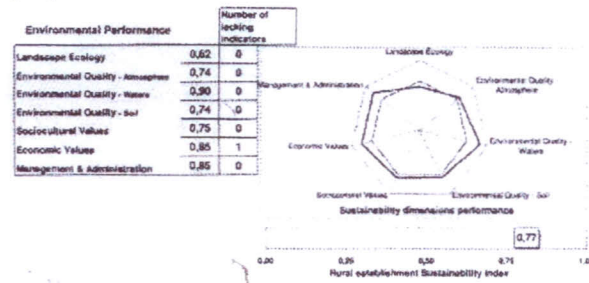 Environmental Performance
Number of
lacking
indicators
Landscape Ecology 0,62 0
Environmental Quality - Atmosphere 0,74 0
Environmental Quality - Waters 0,90 0
Environmental Quality - Soil 0,74 0
Sociocultural Values 0,75 0
Economic Values 0,85 1
Management & Administration 0,85 0
Landscape Ecology
Management & Administration
Environmental Quality
Atmosphere
Economic Values
Environmental Quality -
Waters
Sociocultural Values
Environmental Quality - Soil
Sustainability dimensions performance
0,77
0,00 0,25 0,50 0,75 1,0
Rural establishment Sustainability Index